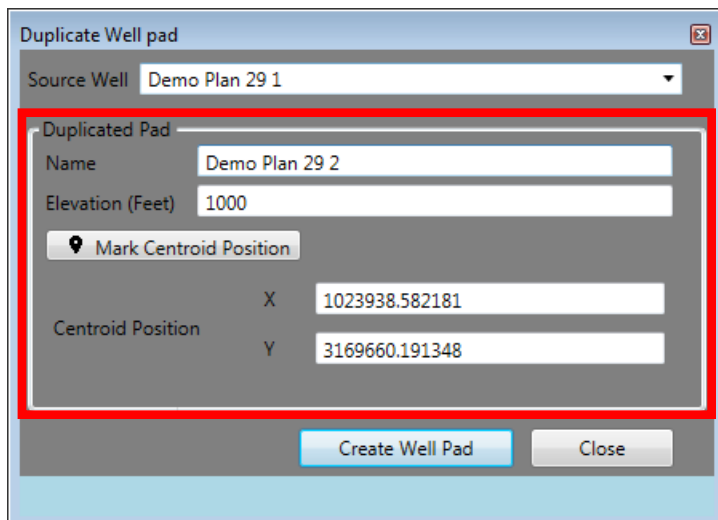 Duplicate Well pad
Source Well Demo Plan 29 1
Duplicated Pad
Name Demo Plan 29 2
Elevation (Feet) 1000
Mark Centroid Position
X 1023938.582181
Centroid Position
Y 3169660.191348
Create Well Pad Close